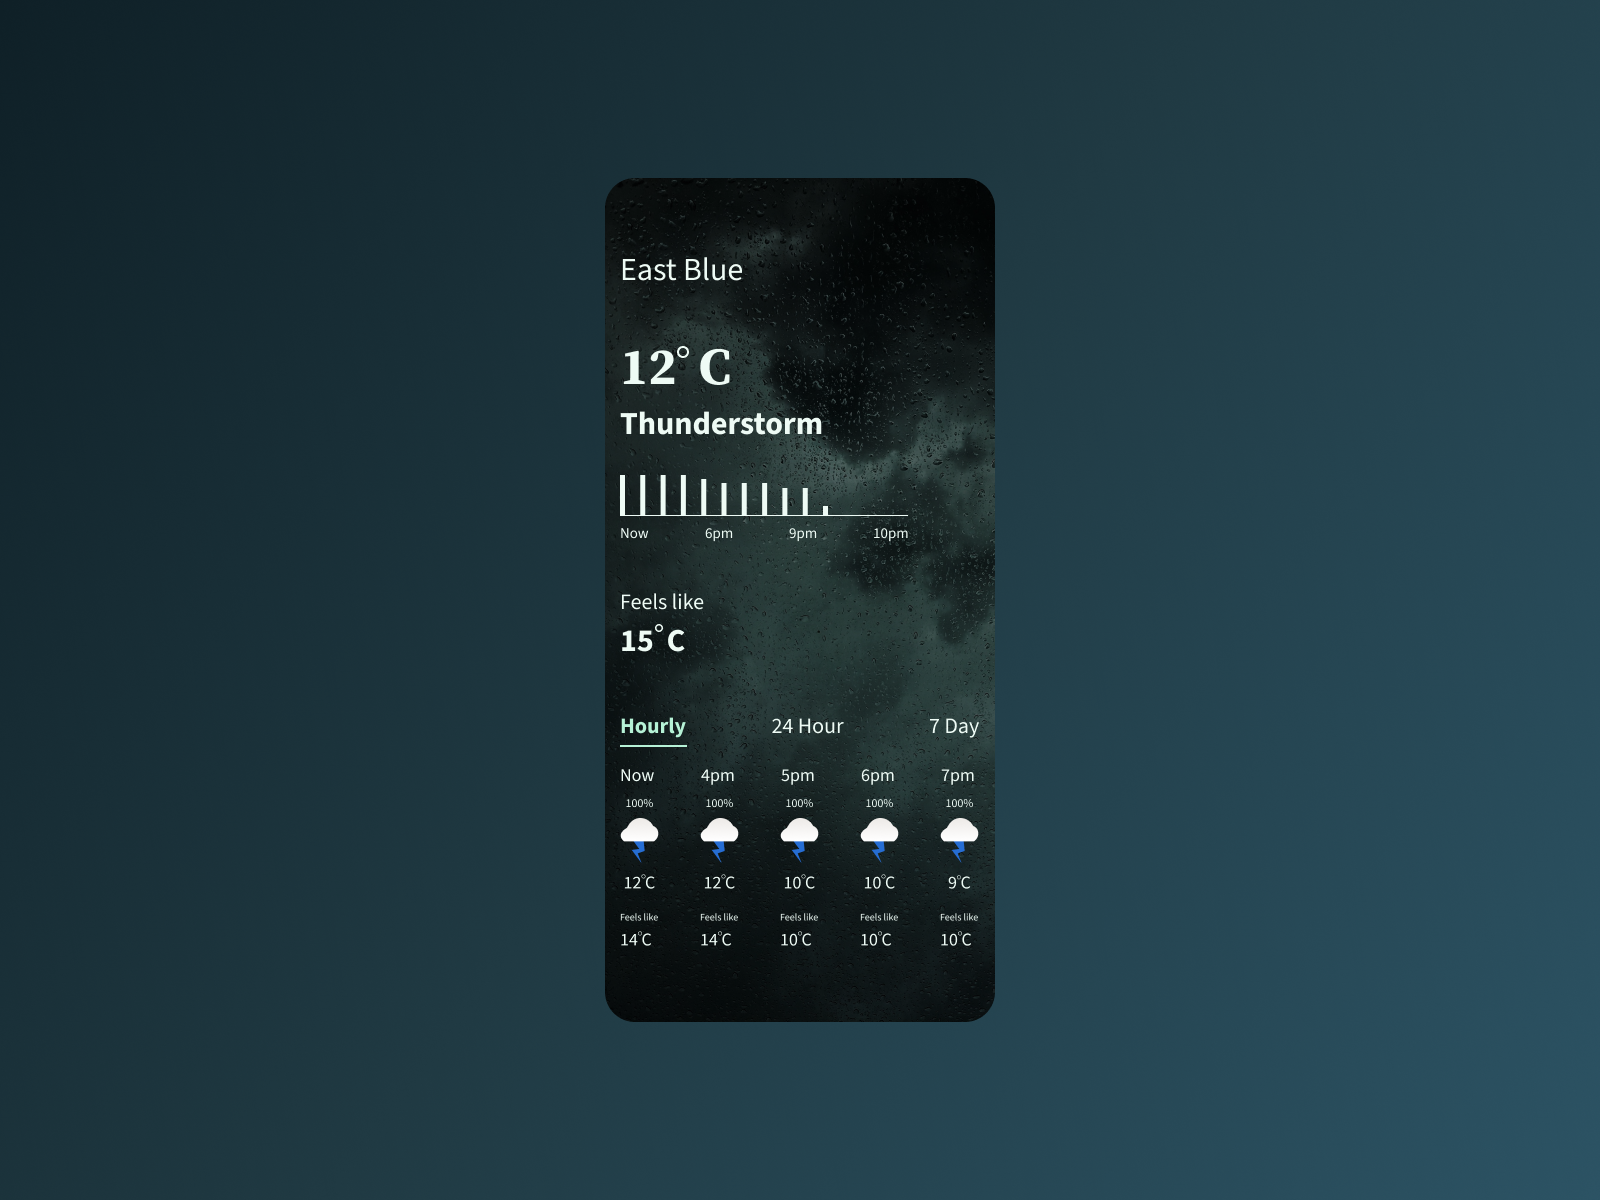 East Blue
12°C
Thunderstorm
Now 6pm 9pm 10pm
Feels like
15°C
Hourly 24 Hour 7 Day
Now 4pm 5pm 6pm 7pm
100% 100% 100% 100% 100%
12°C 12°C 10°C 10°C 9°C
Feels like Feels like Feels like Feels like Feels like
14°C 14°C 10°C 10°C 10°C